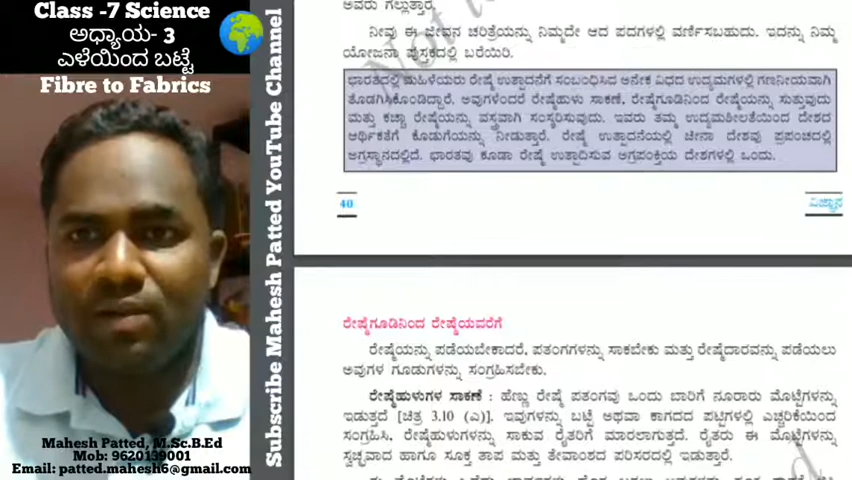 Class -7 Science
ಅಧ್ಯಾಯ- 3
ಎಳೆಯಿಂದ ಬಟ್ಟೆ
Fibre to Fabrics
Mahesh Patted, M.Sc.B.Ed
Mob: 9620139001
Email: patted.mahesh6@gmail.com
Subscribe Mahesh Patted YouTube Channel
ಅವರು ಗಲ್ಲುತ್ತಾರೆ.
ನೀವು ಈ ಜೀವನ ಚರಿತ್ರೆಯನ್ನು ನಿಮ್ಮದೇ ಆದ ಪದಗಳಲ್ಲಿ ವರ್ಣಿಸಬಹುದು. ಇದನ್ನು ನಿಮ್ಮ
ಯೋಜನಾ ಪುಸ್ತಕದಲ್ಲಿ ಬರೆಯಿರಿ.
ಭಾರತದಲ್ಲಿ ಮಹಿಳೆಯರು ರೇಷ್ಮೆ ಉತ್ಪಾದನೆಗೆ ಸಂಬಂಧಿಸಿದ ಅನೇಕ ವಿಧದ ಉದ್ಯಮಗಳಲ್ಲಿ ಗಣನೀಯವಾಗಿ
ತೊಡಗಿಸಿಕೊಂಡಿದ್ದಾರೆ. ಅವುಗಳೆಂದರೆ ರೇಷ್ಮೆಹುಳು ಸಾಕಣೆ, ರೇಷ್ಮೆಗೂಡಿನಿಂದ ರೇಷ್ಮೆಯನ್ನು ಸುತ್ತುವುದು
ಮತ್ತು ಕಚ್ಚಾ ರೇಷ್ಮೆಯನ್ನು ವಸ್ತ್ರವಾಗಿ ಸಂಸ್ಕರಿಸುವುದು. ಇವರು ತಮ್ಮ ಉದ್ಯಮಶೀಲತೆಯಿಂದ ದೇಶದ
ಆರ್ಥಿಕತೆಗೆ ಕೊಡುಗೆಯನ್ನು ನೀಡುತ್ತಾರೆ. ರೇಷ್ಮೆ ಉತ್ಪಾದನೆಯಲ್ಲಿ ಚೀನಾ ದೇಶವು ಪ್ರಪಂಚದಲ್ಲಿ
ಅಗ್ರಸ್ಥಾನದಲ್ಲಿದೆ. ಭಾರತವು ಕೂಡಾ ರೇಷ್ಮೆ ಉತ್ಪಾದಿಸುವ ಅಗ್ರಪಂಕ್ತಿಯ ದೇಶಗಳಲ್ಲಿ ಒಂದು.
40
ವಿಜ್ಞಾನ
ರೇಷ್ಮೆಗೂಡಿನಿಂದ ರೇಷ್ಮೆಯವರೆಗೆ
ರೇಷ್ಮೆಯನ್ನು ಪಡೆಯಬೇಕಾದರೆ, ಪತಂಗಗಳನ್ನು ಸಾಕಬೇಕು ಮತ್ತು ರೇಷ್ಮೆದಾರವನ್ನು ಪಡೆಯಲು
ಅವುಗಳ ಗೂಡುಗಳನ್ನು ಸಂಗ್ರಹಿಸಬೇಕು.
ರೇಷ್ಮೆಹುಳುಗಳ ಸಾಕಣೆ : ಹೆಣ್ಣು ರೇಷ್ಮೆ ಪತಂಗವು ಒಂದು ಬಾರಿಗೆ ನೂರಾರು ಮೊಟ್ಟೆಗಳನ್ನು
ಇಡುತ್ತದೆ [ಚಿತ್ರ 3.10 (ಎ)]. ಇವುಗಳನ್ನು ಬಟ್ಟೆ ಅಥವಾ ಕಾಗದದ ಪಟ್ಟಿಗಳಲ್ಲಿ ಎಚ್ಚರಿಕೆಯಿಂದ
ಸಂಗ್ರಹಿಸಿ, ರೇಷ್ಮೆಹುಳುಗಳನ್ನು ಸಾಕುವ ರೈತರಿಗೆ ಮಾರಲಾಗುತ್ತದೆ. ರೈತರು ಈ ಮೊಟ್ಟೆಗಳನ್ನು
ಸ್ವಚ್ಛವಾದ ಹಾಗೂ ಸೂಕ್ತ ತಾಪ ಮತ್ತು ತೇವಾಂಶದ ಪರಿಸರದಲ್ಲಿ ಇಡುತ್ತಾರೆ.